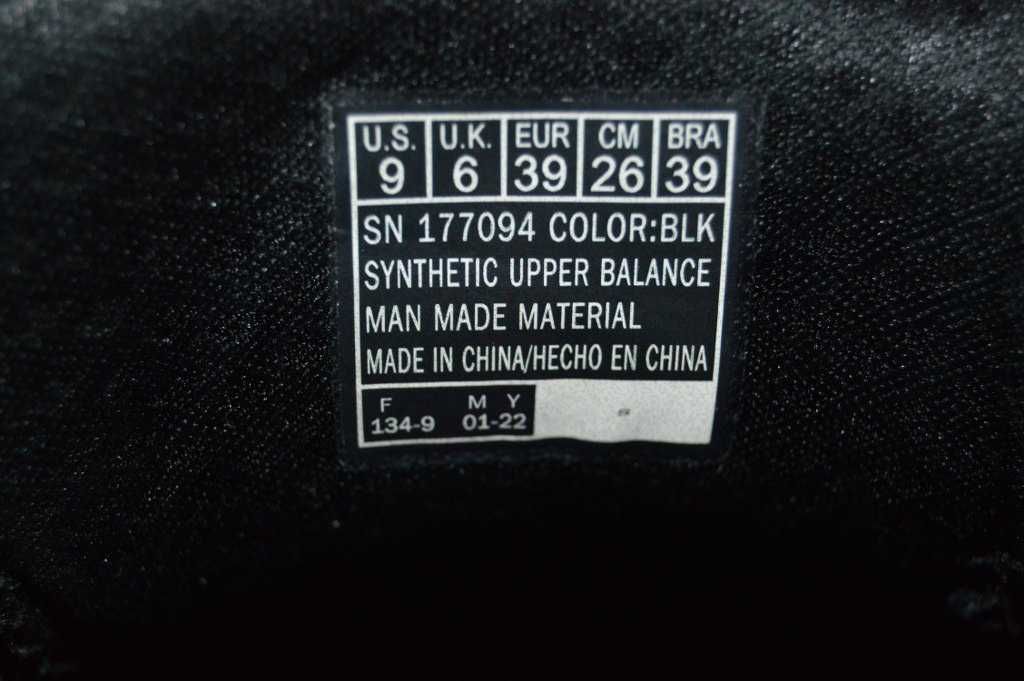 U.S. U.K. EUR CM BRA
9 6 39 26 39
SN 177094 COLOR:BLK
SYNTHETIC UPPER BALANCE
MAN MADE MATERIAL
MADE IN CHINA/HECHO EN CHINA
F M Y
134-9 01-22